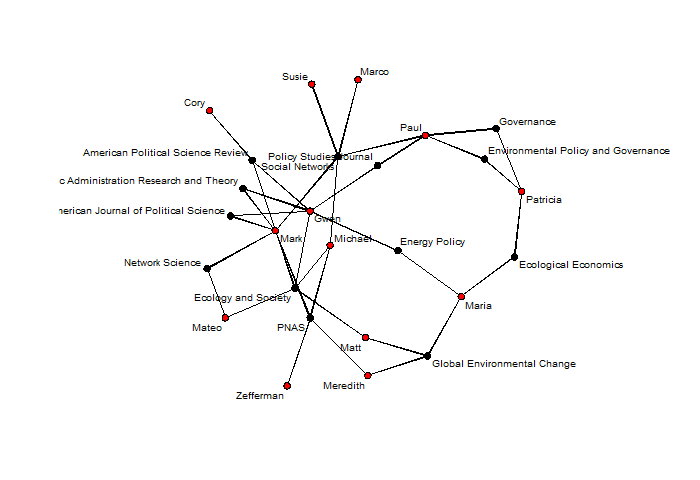 Marco
Susie
Cory
Governance
Paul
American Political Science Review
Policy Studies Journal
Environmental Policy and Governance
Social Networks
c Administration Research and Theory
Patricia
nerican Journal of Political Science
Gwen
Mark
Michael
Energy Policy
Network Science
Ecological Economics
Ecology and Society
Maria
Mateo
PNAS
Matt
Global Environmental Change
Meredith
Zefferman